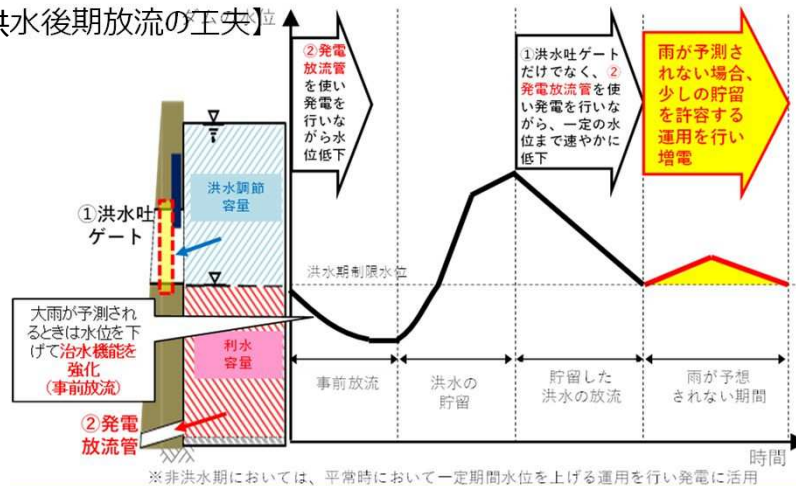 洪水後期放流の工夫】
ダムの水位
②発電
放流管
を使い
発電を
行いな
がら水
位低下
①洪水吐ゲート
だけでなく、②
発電放流管を使
い発電を行いな
がら、一定の水
位まで速やかに
低下
雨が予測さ
れない場合、
少しの貯留
を許容する
運用を行い
増電
洪水調節
容量
①洪水吐
ゲート
洪水期制限水位
大雨が予測され
るときは水位を下
げて治水機能を
強化
(事前放流)
利水
容量
②発電
放流管
事前放流
洪水の
貯留
貯留した
洪水の放流
雨が予想
されない期間
時間
※非洪水期においては、平常時において一定期間水位を上げる運用を行い発電に活用